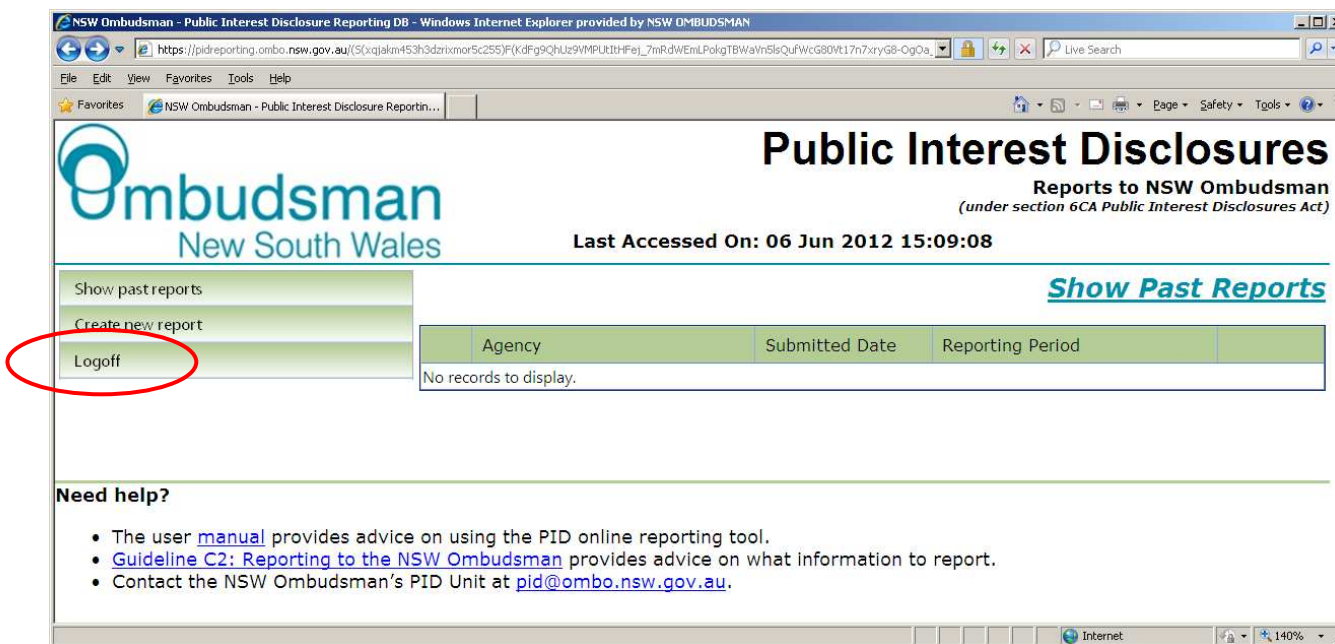 NSW Ombudsman - Public Interest Disclosure Reporting DB - Windows Internet Explorer provided by NSW OMBUDSMAN
Live Search
File Edit View Favorites Tools Help
Favorites NSW Ombudsman - Public Interest Disclosure Reportin... Page Safety Tools
Ombudsman
New South Wales
Public Interest Disclosures
Reports to NSW Ombudsman
(under section 6CA Public Interest Disclosures Act)
Last Accessed On: 06 Jun 2012 15:09:08
Show past reports
Create new report
Logoff
Show Past Reports
Agency Submitted Date Reporting Period
No records to display.
Need help?
• The user manual provides advice on using the PID online reporting tool.
• Guideline C2: Reporting to the NSW Ombudsman provides advice on what information to report.
• Contact the NSW Ombudsman's PID Unit at pid@ombo.nsw.gov.au.
Internet 140%